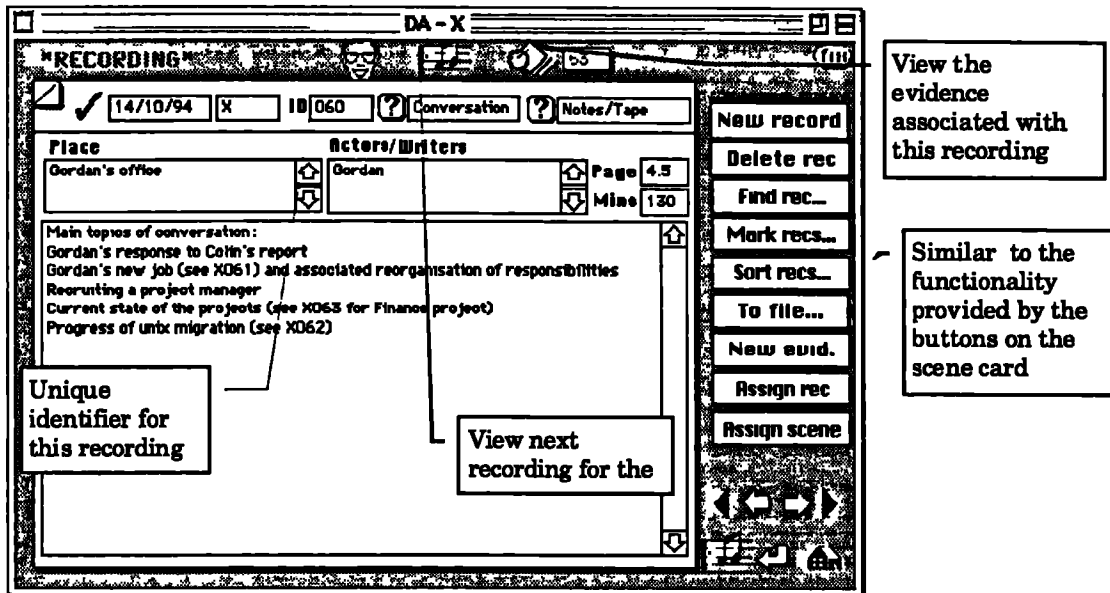 DA - X
"RECORDING"
53
14/10/94 X ID 060 ? Conversation ? Notes/Tape
Place Actors/Writers
Gordan's office
Gordan
Page 4.5
Mins 130
Main topics of conversation:
Gordan's response to Colin's report
Gordan's new job (see X061) and associated reorganisation of responsibilities
Recruiting a project manager
Current state of the projects (see X063 for Finance project)
Progress of unix migration (see X062)
New record
Delete rec
Find rec...
Mark recs...
Sort recs...
To file...
New evid.
Assign rec
Assign scene
View the
evidence
associated with
this recording
Similar to the
functionality
provided by the
buttons on the
scene card
Unique
identifier for
this recording
View next
recording for the